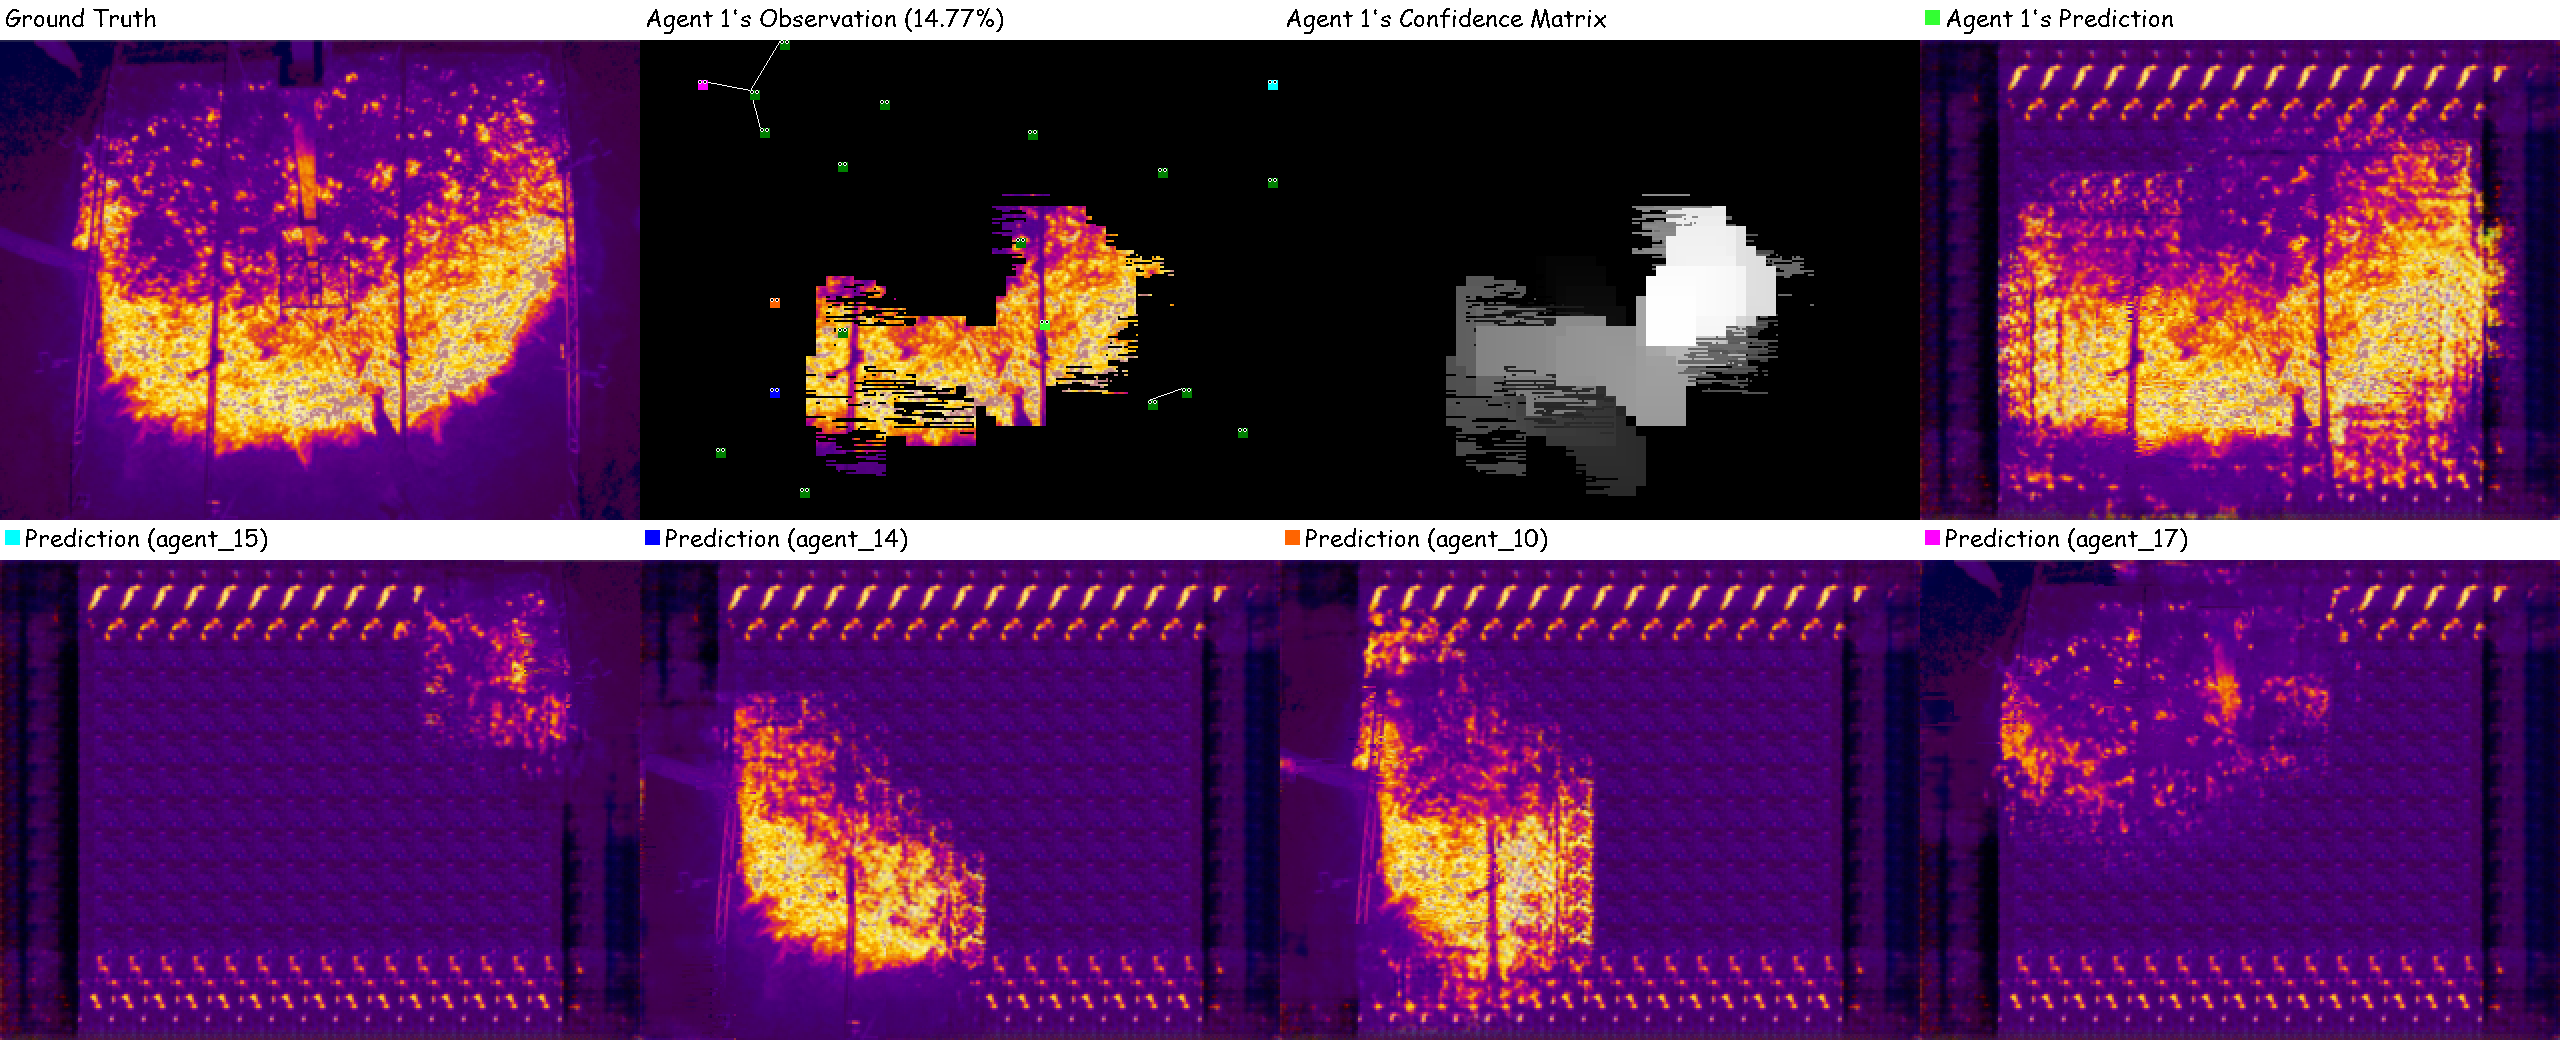 Ground Truth
Agent 1's Observation (14.77%)
Agent 1's Confidence Matrix
Agent 1's Prediction
Prediction (agent_15)
Prediction (agent_14)
Prediction (agent_10)
Prediction (agent_17)